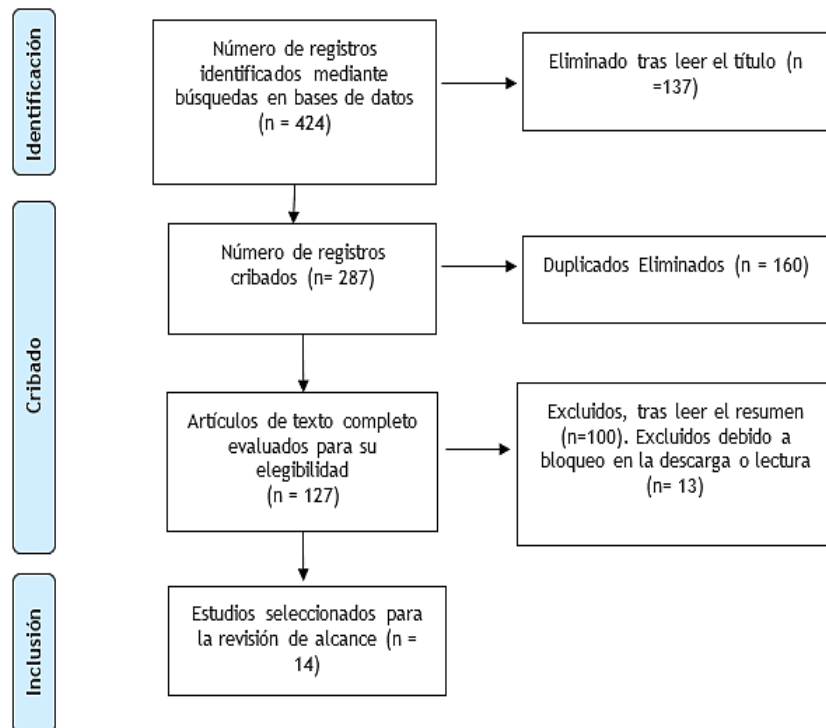 Identificación
Número de registros
identificados mediante
búsquedas en bases de datos
(n = 424)
Eliminado tras leer el título (n
=137)
Cribado
Número de registros
cribados (n= 287)
Duplicados Eliminados (n = 160)
Artículos de texto completo
evaluados para su
elegibilidad
(n = 127)
Excluidos, tras leer el resumen
(n=100). Excluidos debido a
bloqueo en la descarga o lectura
(n= 13)
Inclusión
Estudios seleccionados para
la revisión de alcance (n =
14)